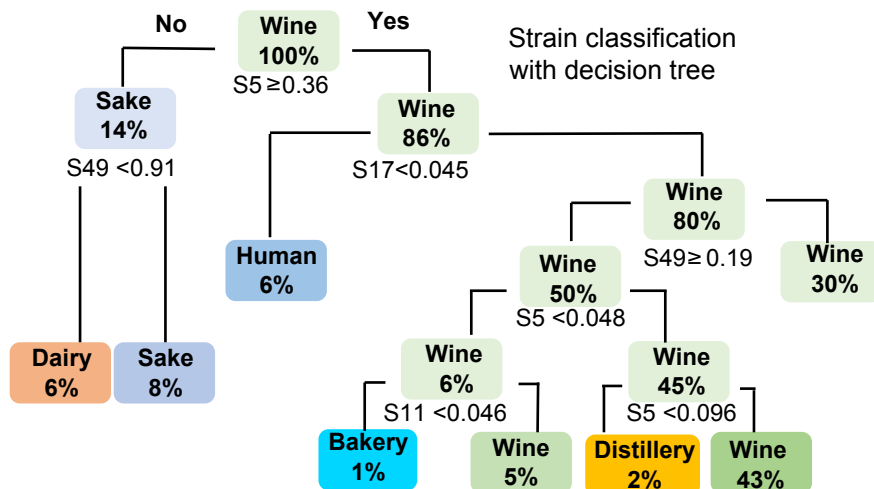 No
Wine
100%
Yes
Strain classification
with decision tree
S5 ≥0.36
Sake
14%
Wine
86%
S49 <0.91
S17<0.045
Wine
80%
Human
6%
S49≥ 0.19
Wine
50%
Wine
30%
S5 <0.048
Dairy
6%
Sake
8%
Wine
6%
Wine
45%
S11 <0.046
S5 <0.096
Bakery
1%
Wine
5%
Distillery
2%
Wine
43%